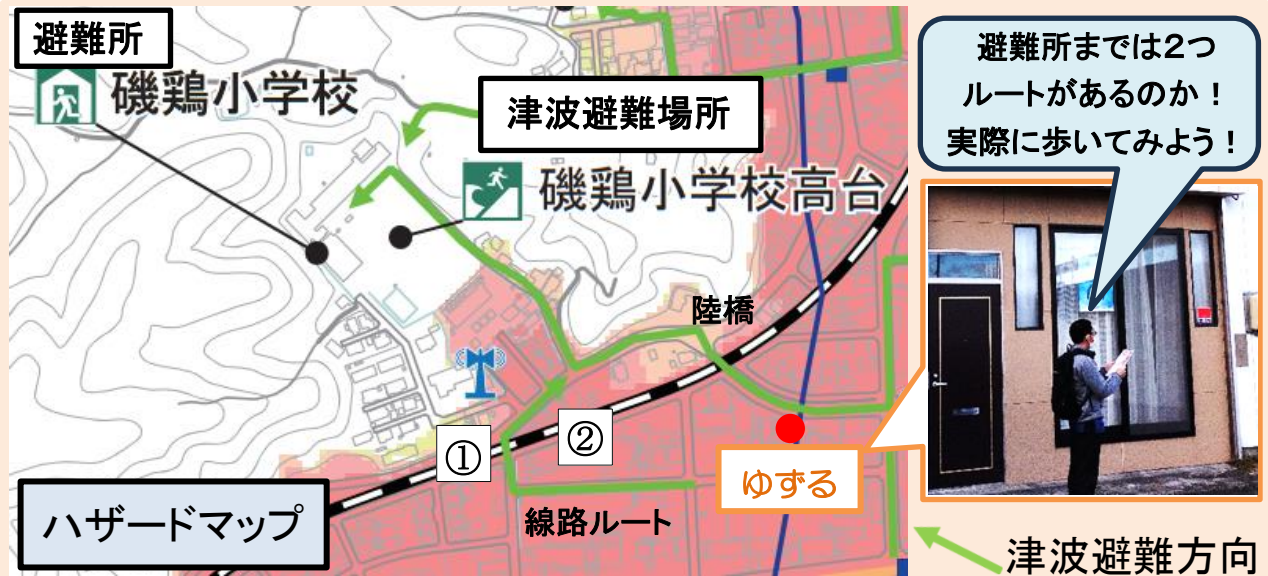 避難所
磯鶏小学校
津波避難場所
磯鶏小学校高台
陸橋
①
②
線路ルート
ゆずる
ハザードマップ
避難所までは2つ
ルートがあるのか！
実際に歩いてみよう！
津波避難方向